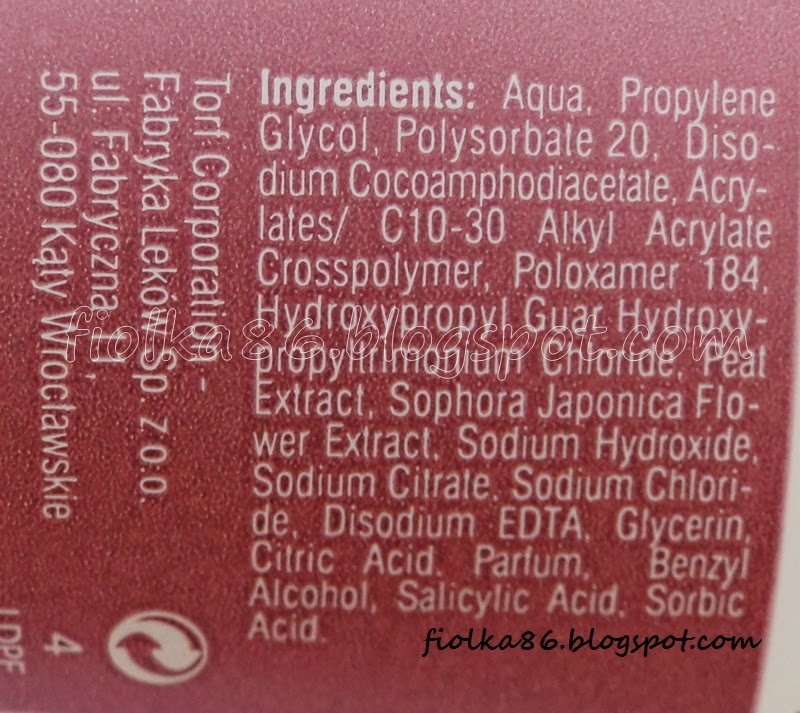 Ingredients: Aqua, Propylene
Glycol, Polysorbate 20, Diso-
dium Cocoamphodiacetate, Acry-
lates/ C10-30 Alkyl Acrylate
Crosspolymer, Poloxamer 184,
Hydroxypropyl Guar Hydroxy-
propyltrimonium Chloride, Peat
Extract, Sophora Japonica Flo-
wer Extract, Sodium Hydroxide,
Sodium Citrate, Sodium Chlori-
de, Disodium EDTA, Glycerin,
Citric Acid, Parfum, Benzyl
Alcohol, Salicylic Acid, Sorbic
Acid.
Torf Corporation -
Fabryka Leków Sp. z o.o.
ul. Fabryczna
55-080 Kąty Wrocławskie
4
LDPE
fiolka86.blogspot.com
fiolka86.blogspot.com